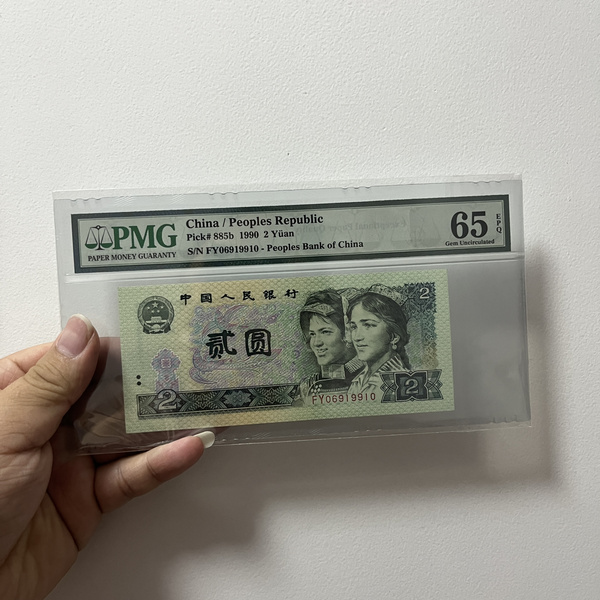 PMG
PAPER MONEY GUARANTY
China / Peoples Republic
Pick# 885b 1990 2 Yüan
S/N FY06919910 - Peoples Bank of China
65
EPQ
Gem Uncirculated
中国人民银行
2
贰圆
2
2
FY06919910